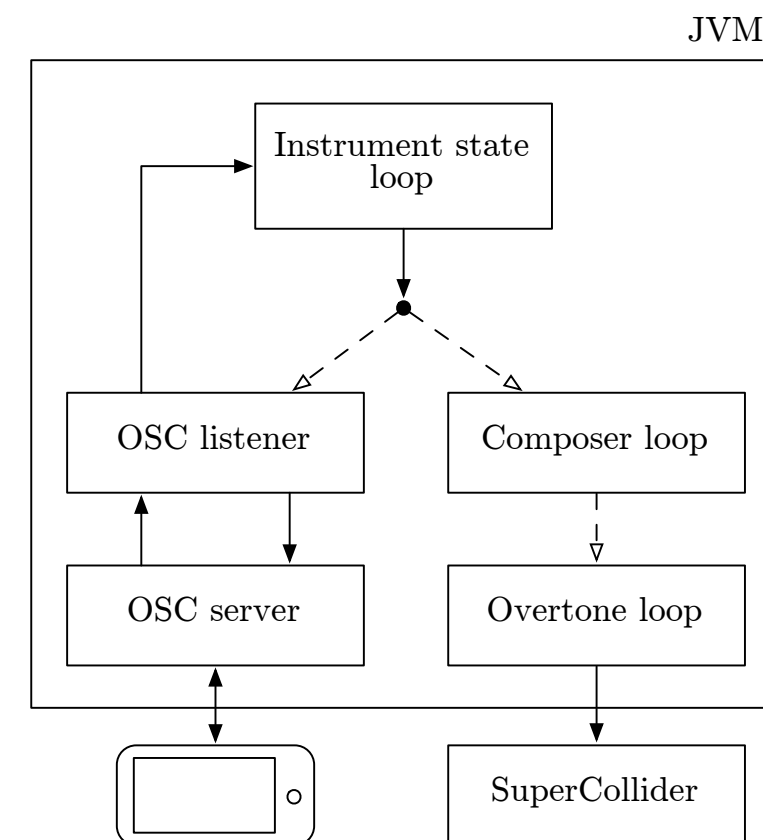 JVM
Instrument state
loop
OSC listener
Composer loop
OSC server
Overtone loop
SuperCollider